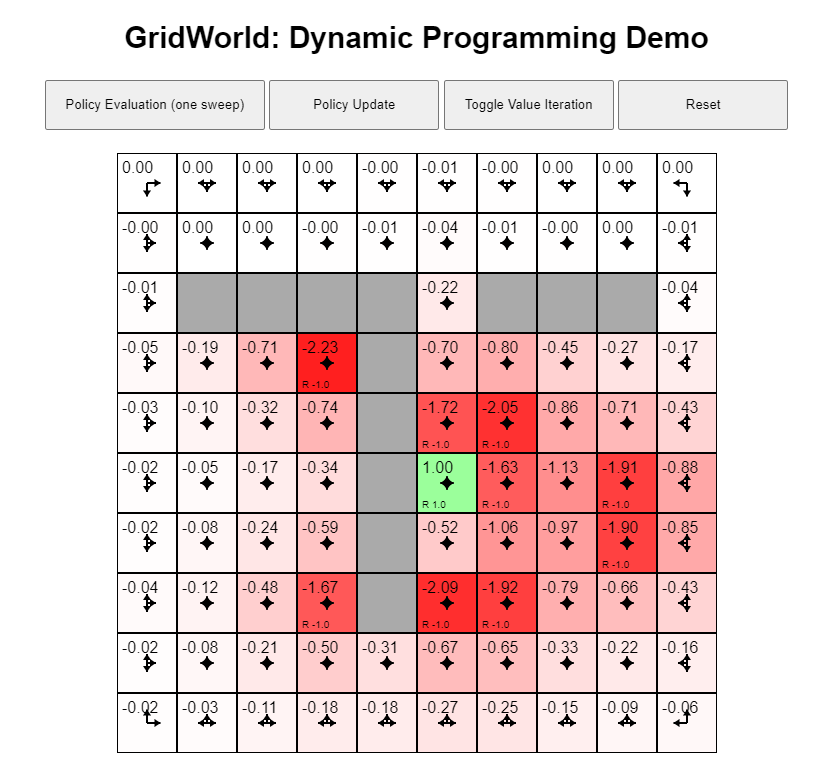 GridWorld: Dynamic Programming Demo
Policy Evaluation (one sweep) Policy Update Toggle Value Iteration Reset
0.00 0.00 0.00 0.00 -0.00 -0.01 -0.00 0.00 0.00 0.00
-0.00 0.00 0.00 -0.00 -0.01 -0.04 -0.01 -0.00 0.00 -0.01
-0.01 -0.22 -0.04
-0.05 -0.19 -0.71 -2.23 -0.70 -0.80 -0.45 -0.27 -0.17
R -1.0
-0.03 -0.10 -0.32 -0.74 -1.72 -2.05 -0.86 -0.71 -0.43
R -1.0 R -1.0
-0.02 -0.05 -0.17 -0.34 1.00 -1.63 -1.13 -1.91 -0.88
R 1.0 R -1.0 R -1.0
-0.02 -0.08 -0.24 -0.59 -0.52 -1.06 -0.97 -1.90 -0.85
R -1.0
-0.04 -0.12 -0.48 -1.67 -2.09 -1.92 -0.79 -0.66 -0.43
R -1.0 R -1.0 R -1.0
-0.02 -0.08 -0.21 -0.50 -0.31 -0.67 -0.65 -0.33 -0.22 -0.16
-0.02 -0.03 -0.11 -0.18 -0.18 -0.27 -0.25 -0.15 -0.09 -0.06